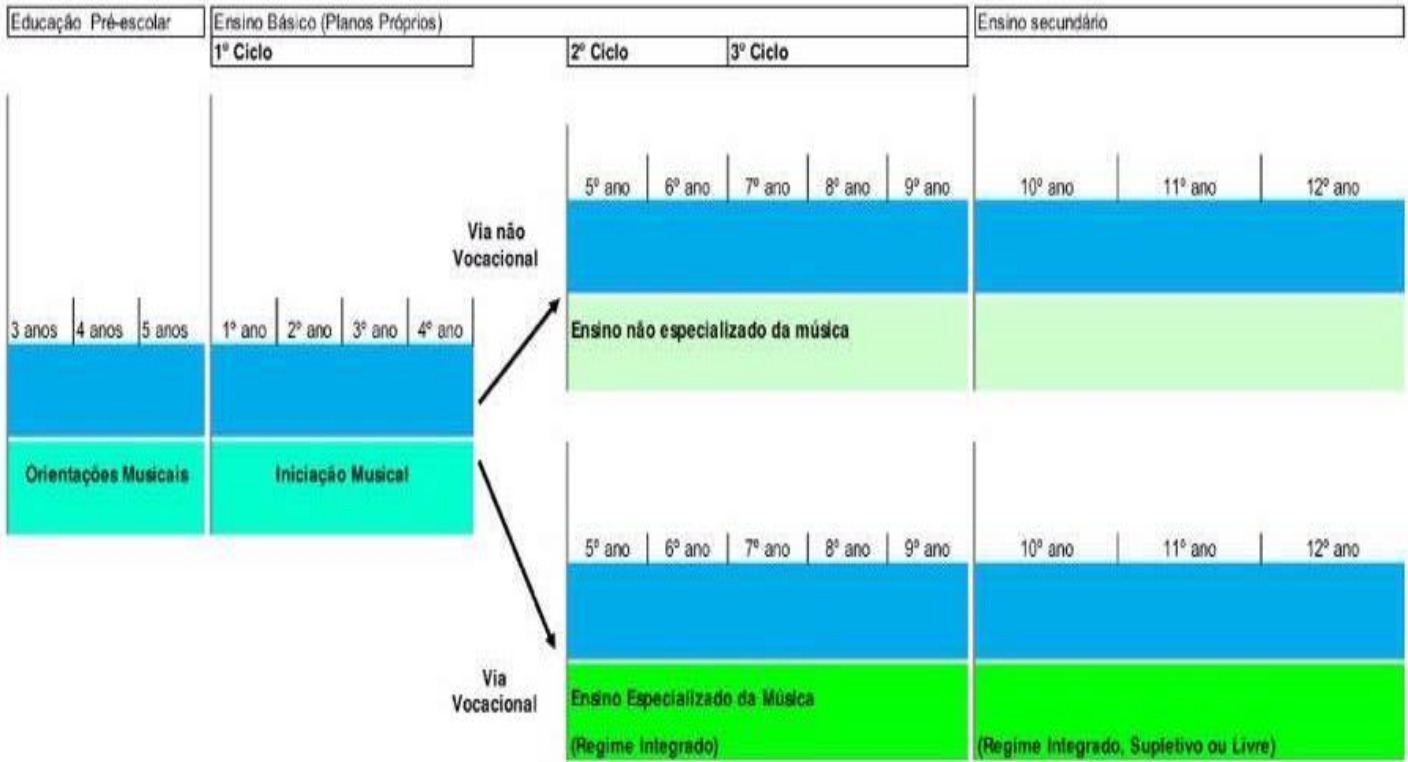 Educação Pré-escolar
Ensino Básico (Planos Próprios)
Ensino secundário
1º Ciclo
2º Ciclo
3º Ciclo
5º ano
6º ano
7º ano
8º ano
9º ano
10º ano
11º ano
12º ano
Via não
Vocacional
3 anos
4 anos
5 anos
1º ano
2º ano
3º ano
4º ano
Ensino não especializado da música
Orientações Musicais
Iniciação Musical
5º ano
6º ano
7º ano
8º ano
9º ano
10º ano
11º ano
12º ano
Via
Vocacional
Ensino Especializado da Música
(Regime Integrado)
(Regime Integrado, Supletivo ou Livre)